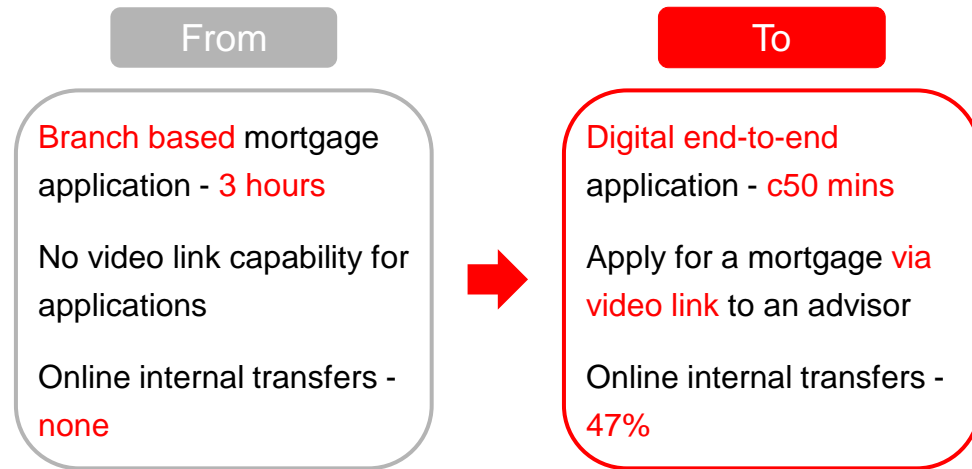 From
Branch based mortgage
application - 3 hours
No video link capability for
applications
Online internal transfers -
none
To
Digital end-to-end
application - c50 mins
Apply for a mortgage via
video link to an advisor
Online internal transfers -
47%